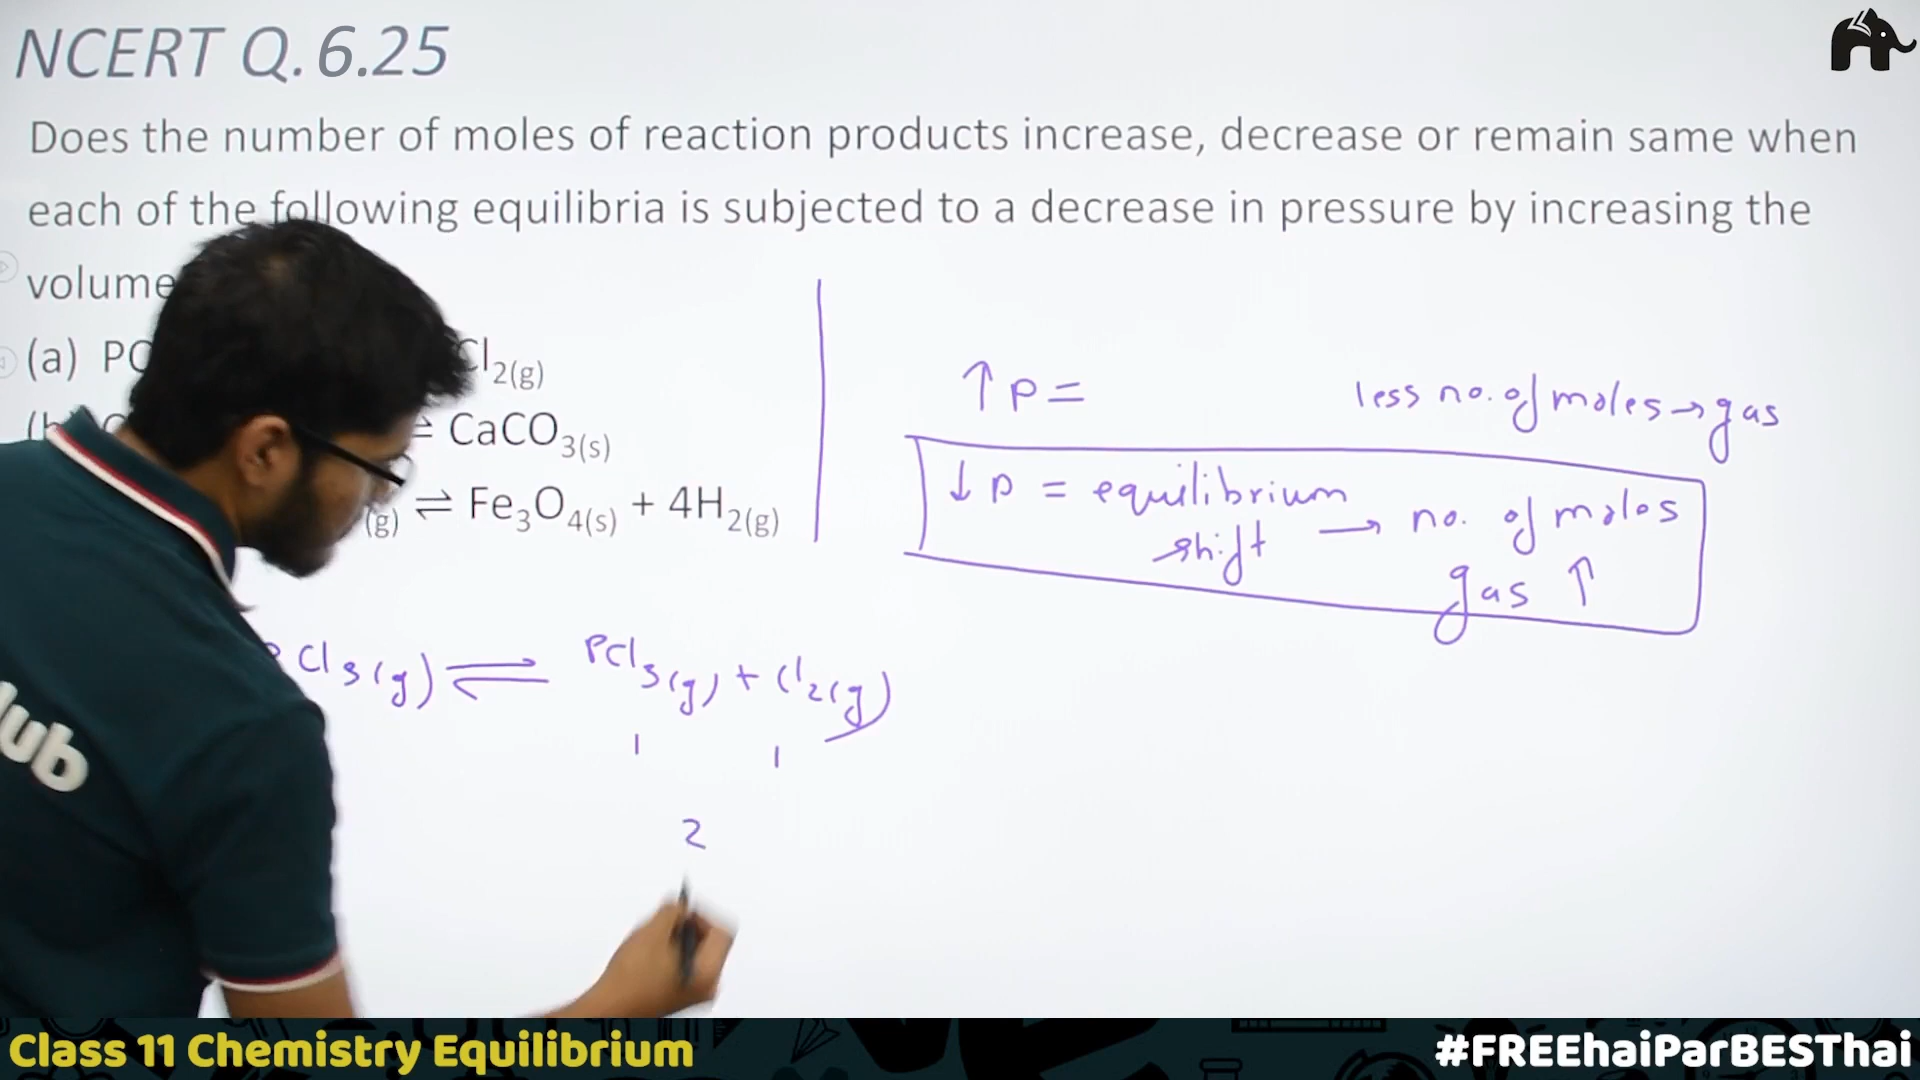 NCERT Q. 6.25
Does the number of moles of reaction products increase, decrease or remain same when
each of the following equilibria is subjected to a decrease in pressure by increasing the
volume
(a) PC Cl₂(g)
⇌ CaCO₃(s)
(g) ⇌ Fe₃O₄(s) + 4H₂(g)
↑ P =
less no. of moles → gas
↓ P = equilibrium
shift → no. of moles
gas ↑
Cl₃(g) ⇌ PCl₃(g) + Cl₂(g)
1 1
2
lub
Class 11 Chemistry Equilibrium
#FREEhaiParBESThai